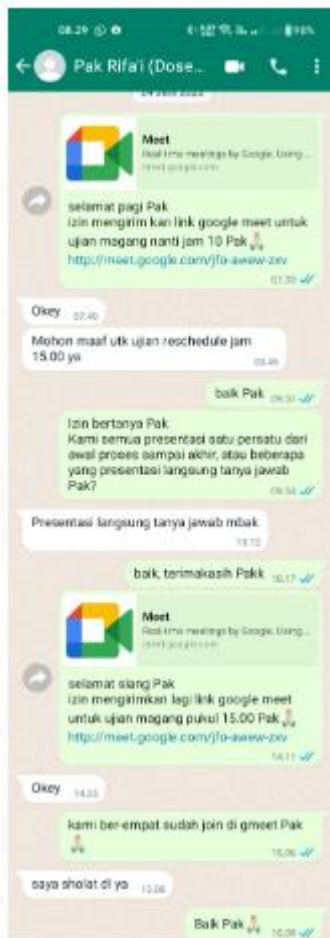 08.29
Pak Rifa'i (Dose...
Meet
Real-time meetings by Google. Using...
meet.google.com
selamat pagi Pak
izin mengirim kan link google meet untuk
ujian magang nanti jam 10 Pak🙏
http://meet.google.com/jfo-awew-zxv
Okey
Mohon maaf utk ujian reschedule jam
15.00 ya
baik Pak
Izin bertanya Pak
Kami semua presentasi satu persatu dari
awal proses sampai akhir, atau beberapa
yang presentasi langsung tanya jawab
Pak?
Presentasi langsung tanya jawab mbak
baik, terimakasih Pakk 10.17
Meet
Real-time meetings by Google. Using...
meet.google.com
selamat siang Pak
izin mengirimkan lagi link google meet
untuk ujian magang pukul 15.00 Pak🙏
http://meet.google.com/jfo-awew-zxv
14.11
Okey
kami ber-empat sudah join di gmeet Pak
🙏
saya sholat dl ya
Baik Pak🙏